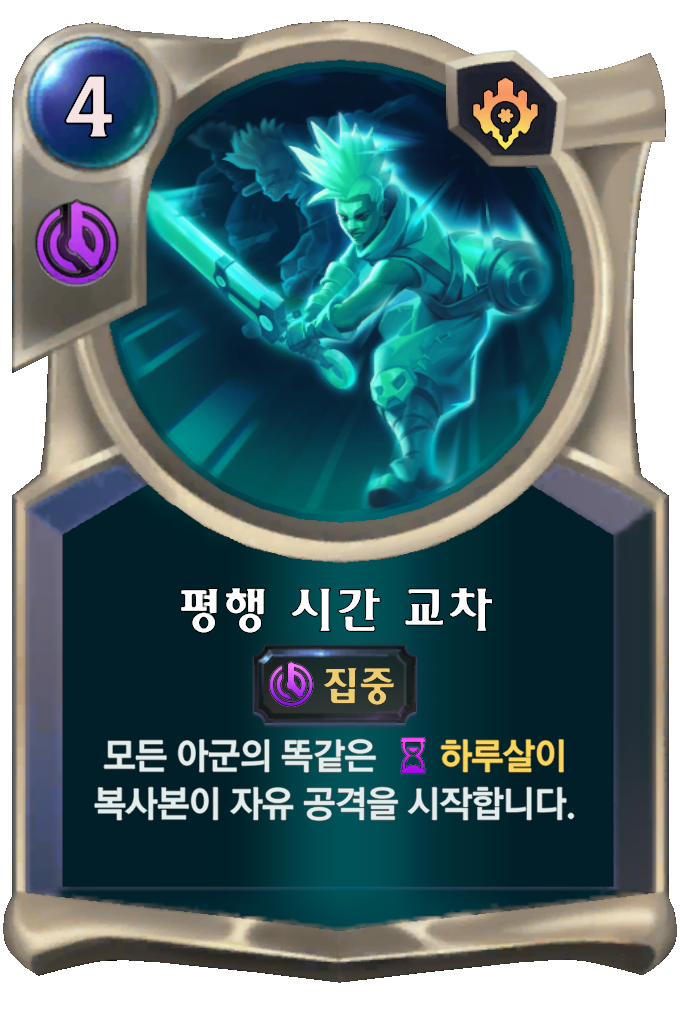 4
평행 시간 교차
집중
모든 아군의 똑같은 하루살이
복사본이 자유 공격을 시작합니다.